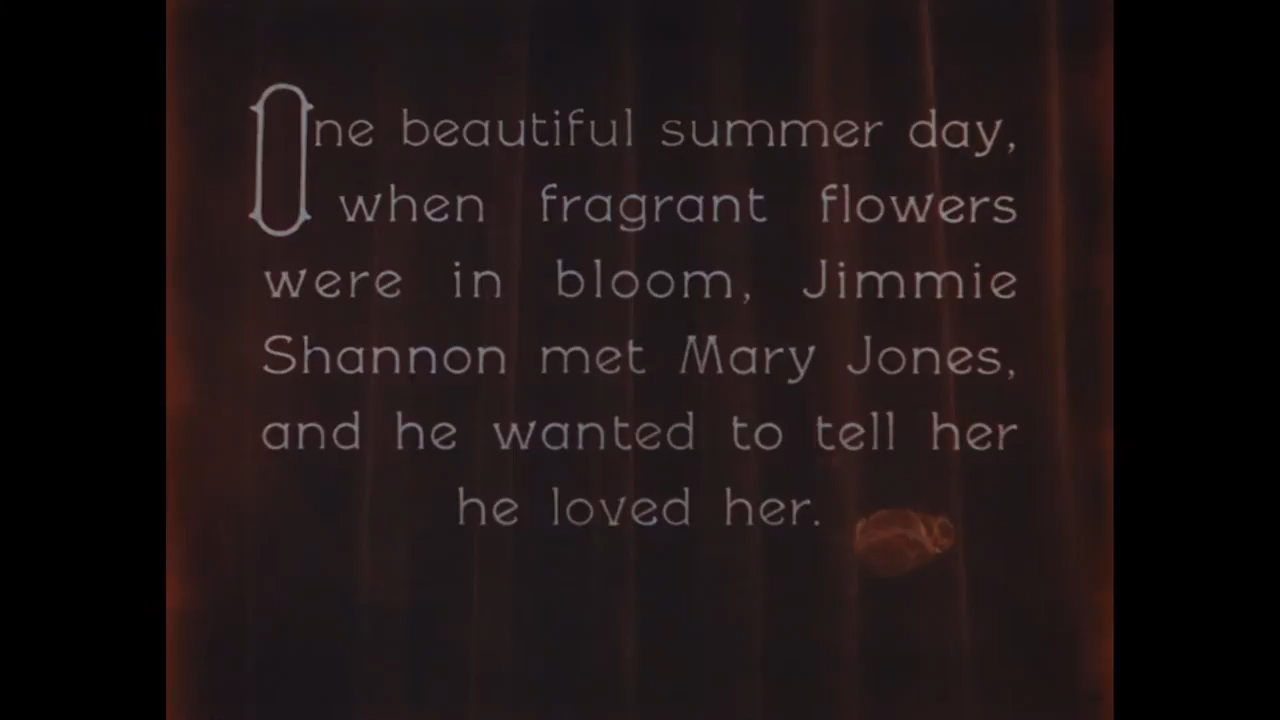 One beautiful summer day,
when fragrant flowers
were in bloom, Jimmie
Shannon met Mary Jones,
and he wanted to tell her
he loved her.